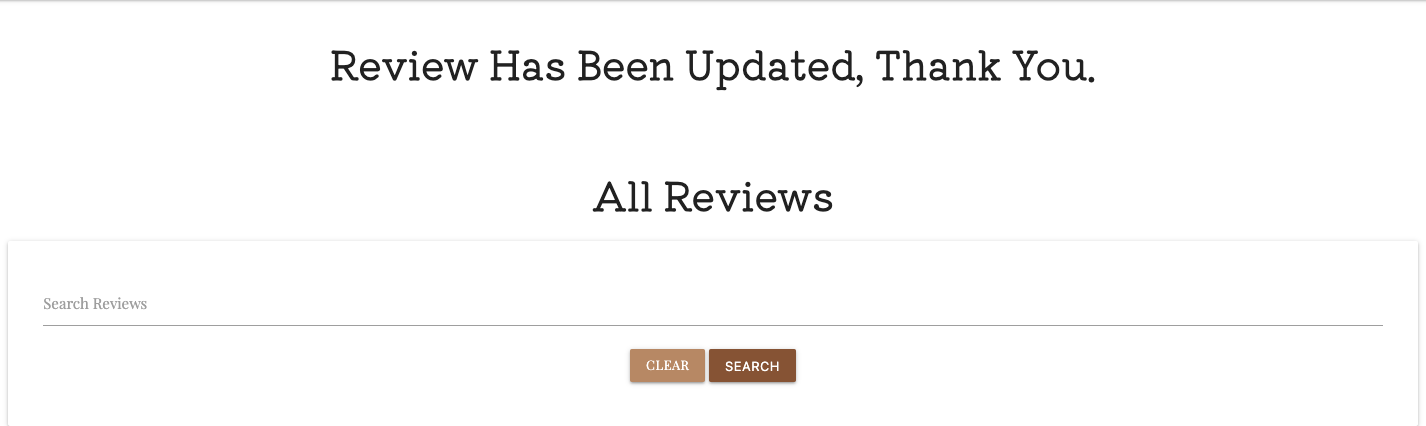 Review Has Been Updated, Thank You.
All Reviews
Search Reviews
CLEAR SEARCH